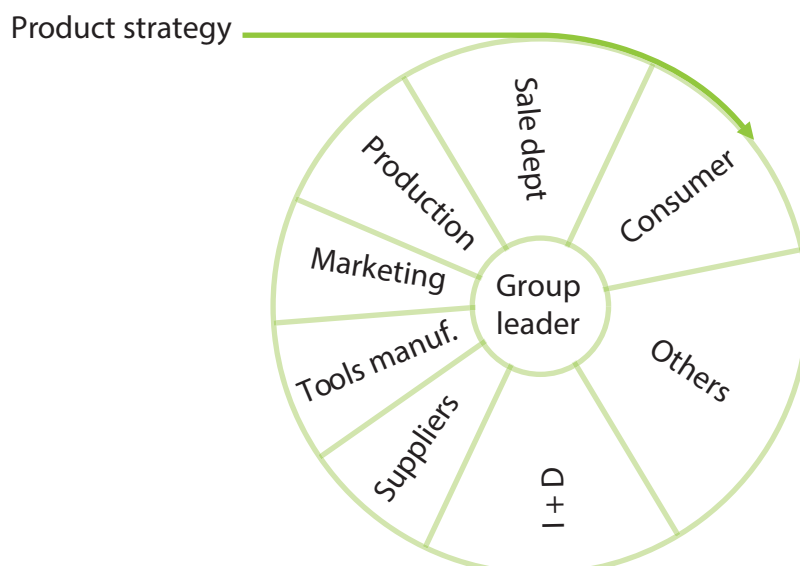 Product strategy
Sale dept
Consumer
Production
Marketing
Group
leader
Tools manuf.
Others
Suppliers
I + D